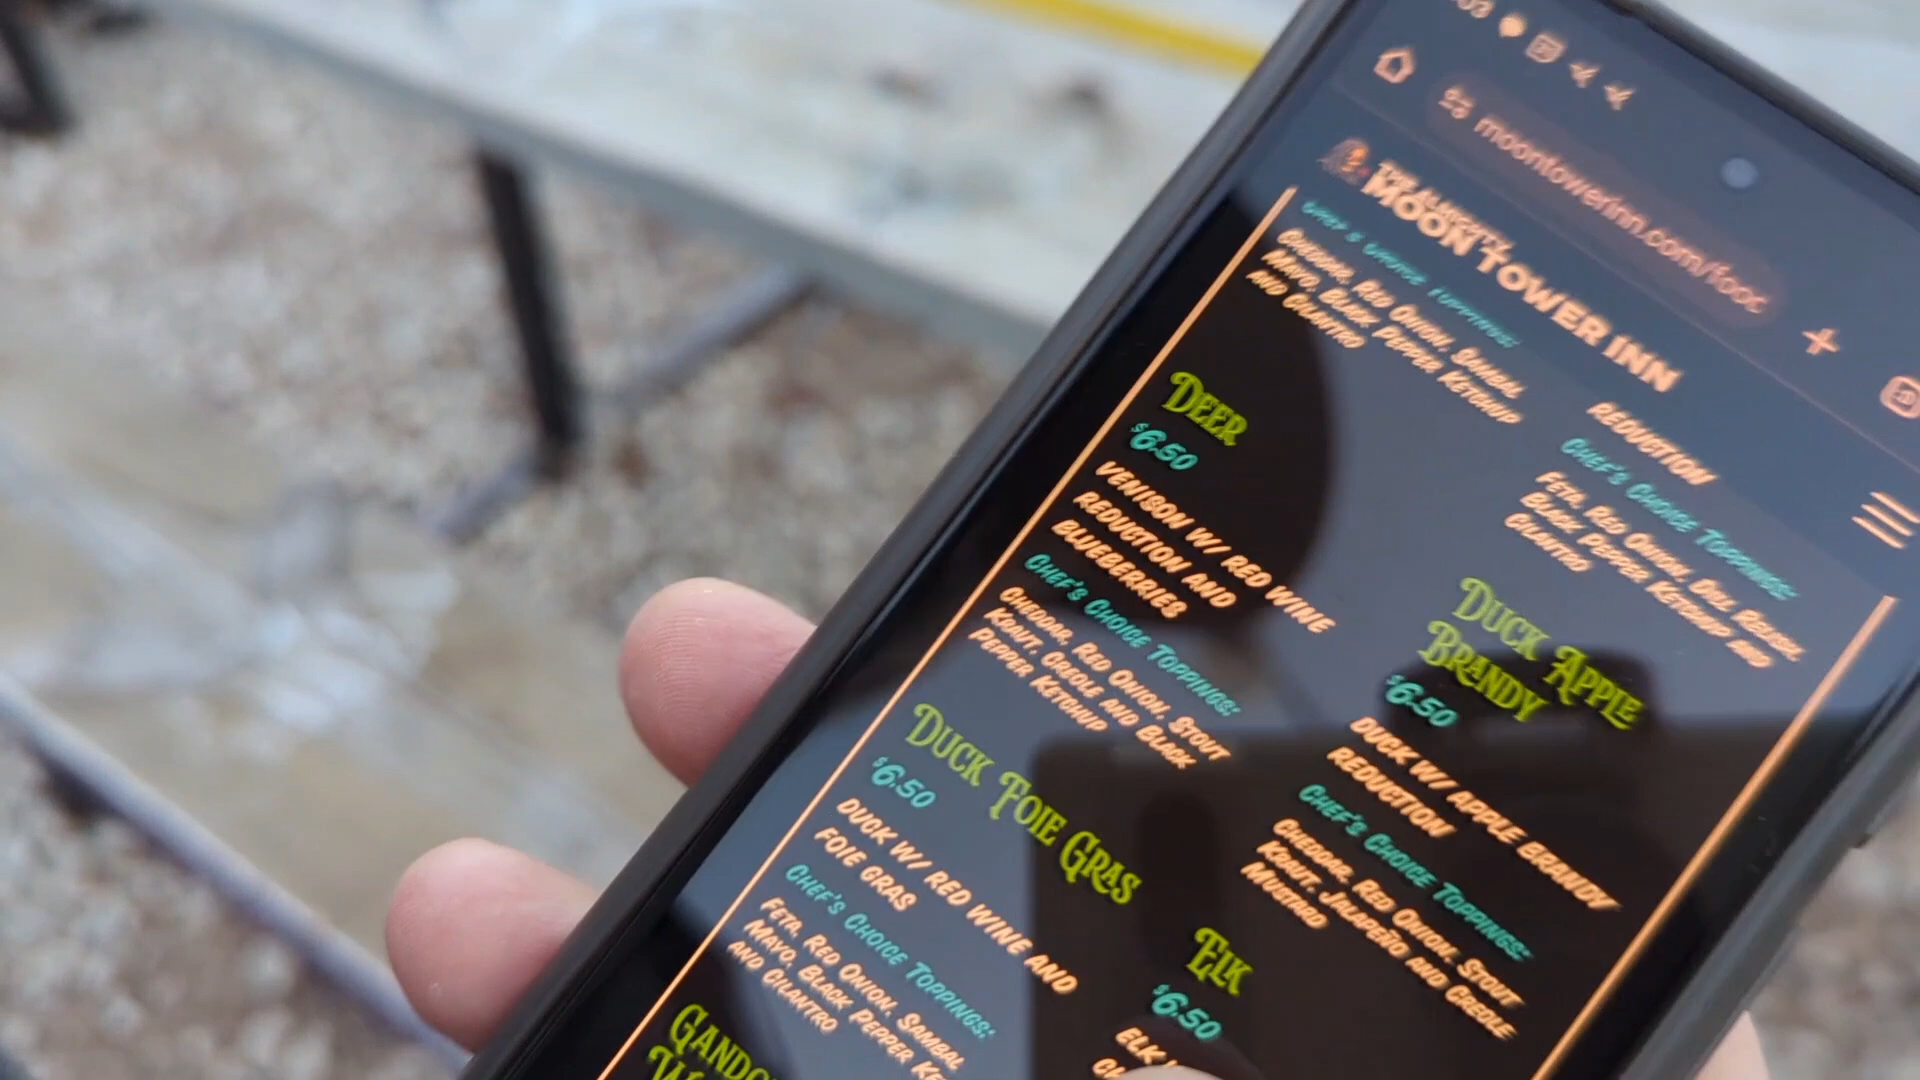 moontowerinn.com/food
THE ALMIGHTY
MOON TOWER INN
CHEF'S CHOICE TOPPINGS:
CHEDDAR, RED ONION, SAMBAL
MAYO, BLACK PEPPER KETCHUP
AND CILANTRO
DEER
$6.50
VENISON W/ RED WINE
REDUCTION AND
BLUEBERRIES
CHEF'S CHOICE TOPPINGS:
CHEDDAR, RED ONION, STOUT
KRAUT, CREOLE AND BLACK
PEPPER KETCHUP
DUCK FOIE GRAS
$6.50
DUCK W/ RED WINE AND
FOIE GRAS
CHEF'S CHOICE TOPPINGS:
FETA, RED ONION, SAMBAL
MAYO, BLACK PEPPER KE
AND CILANTRO
REDUCTION
CHEF'S CHOICE TOPPINGS:
FETA, RED ONION, DILL RELISH,
BLACK PEPPER KETCHUP AND
CILANTRO
DUCK APPLE
BRANDY
$6.50
DUCK W/ APPLE BRANDY
REDUCTION
CHEF'S CHOICE TOPPINGS:
CHEDDAR, RED ONION, STOUT
KRAUT, JALAPEÑO AND CREOLE
MUSTARD
ELK
$6.50
ELK